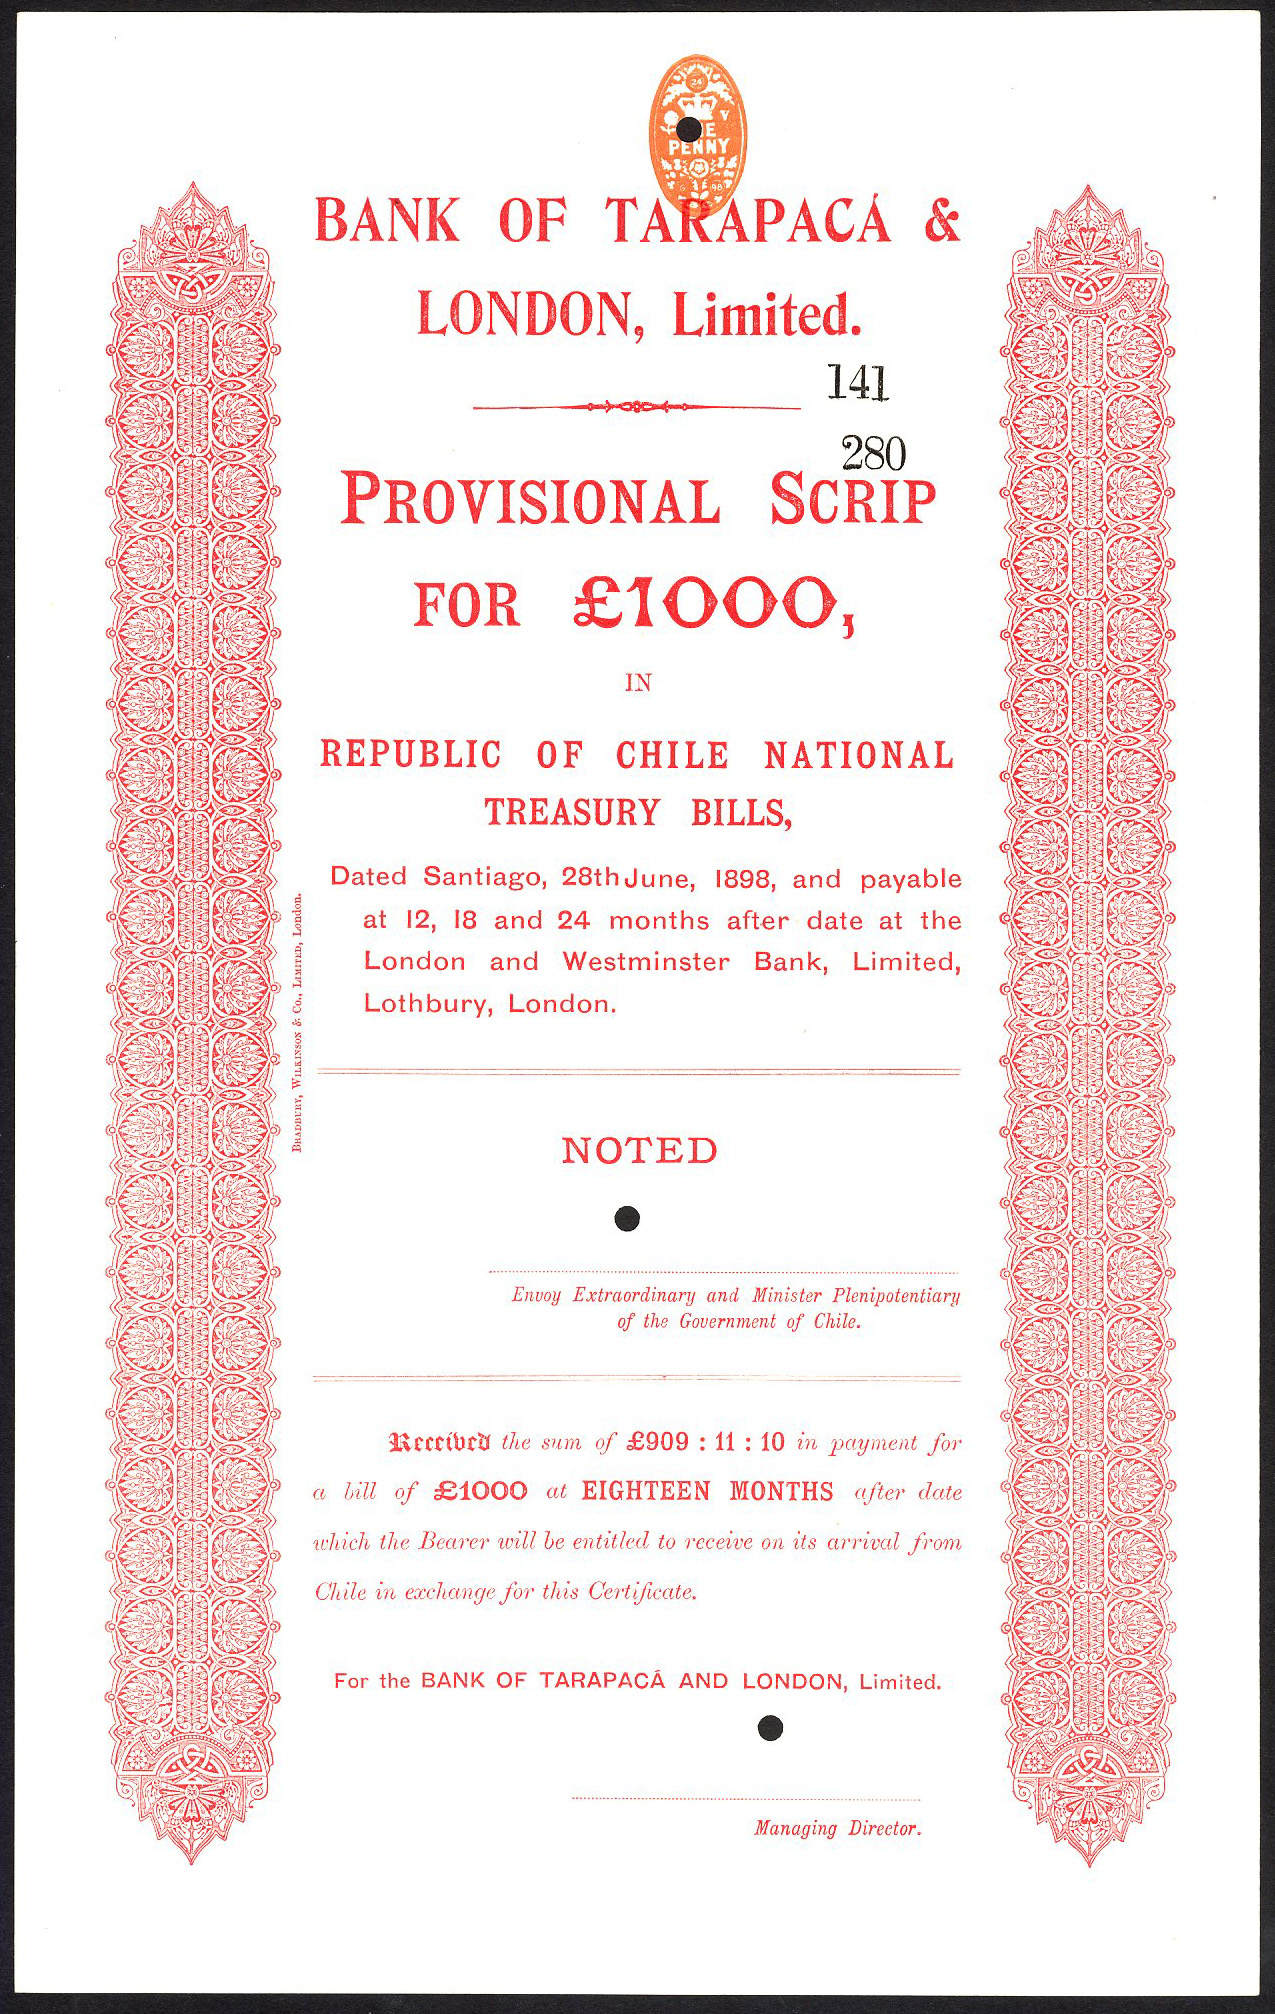 24
V
PENNY
98
BANK OF TARAPACÁ &
LONDON, Limited.
141
280
PROVISIONAL SCRIP
FOR £1000,
IN
REPUBLIC OF CHILE NATIONAL
TREASURY BILLS,
Dated Santiago, 28th June, 1898, and payable
at 12, 18 and 24 months after date at the
London and Westminster Bank, Limited,
Lothbury, London.
BRADBURY, WILKINSON & Co., LIMITED, London.
NOTED
Envoy Extraordinary and Minister Plenipotentiary
of the Government of Chile.
Received the sum of £909 : 11 : 10 in payment for
a bill of £1000 at EIGHTEEN MONTHS after date
which the Bearer will be entitled to receive on its arrival from
Chile in exchange for this Certificate.
For the BANK OF TARAPACÁ AND LONDON, Limited.
Managing Director.